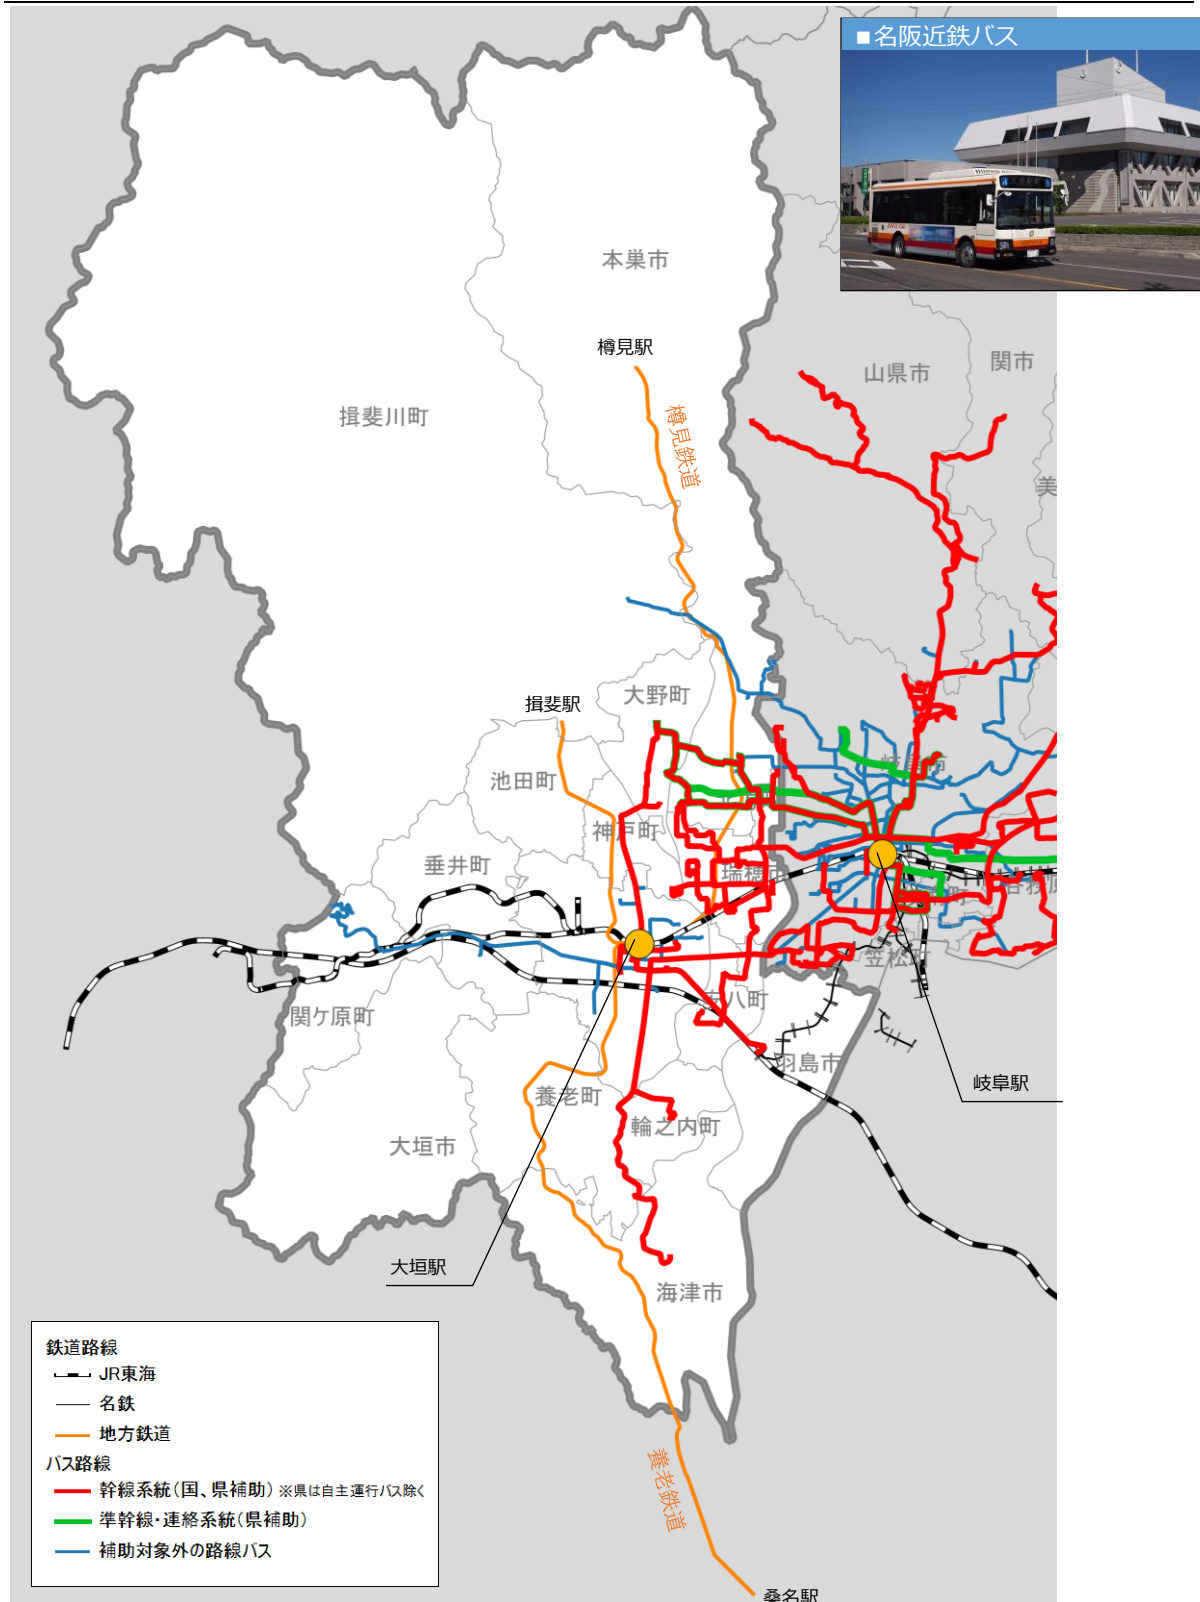 ■名阪近鉄バス
本巣市
樽見駅
樽見鉄道
山県市
関市
揖斐川町
美
大野町
揖斐駅
池田町
岐阜市
神戸町
垂井町
瑞穂市
笠松町
安八町
関ケ原町
羽島市
岐阜駅
養老町
輪之内町
大垣市
大垣駅
海津市
養老鉄道
桑名駅
鉄道路線
JR東海
名鉄
地方鉄道
バス路線
幹線系統(国、県補助) ※県は自主運行バス除く
準幹線・連絡系統(県補助)
補助対象外の路線バス